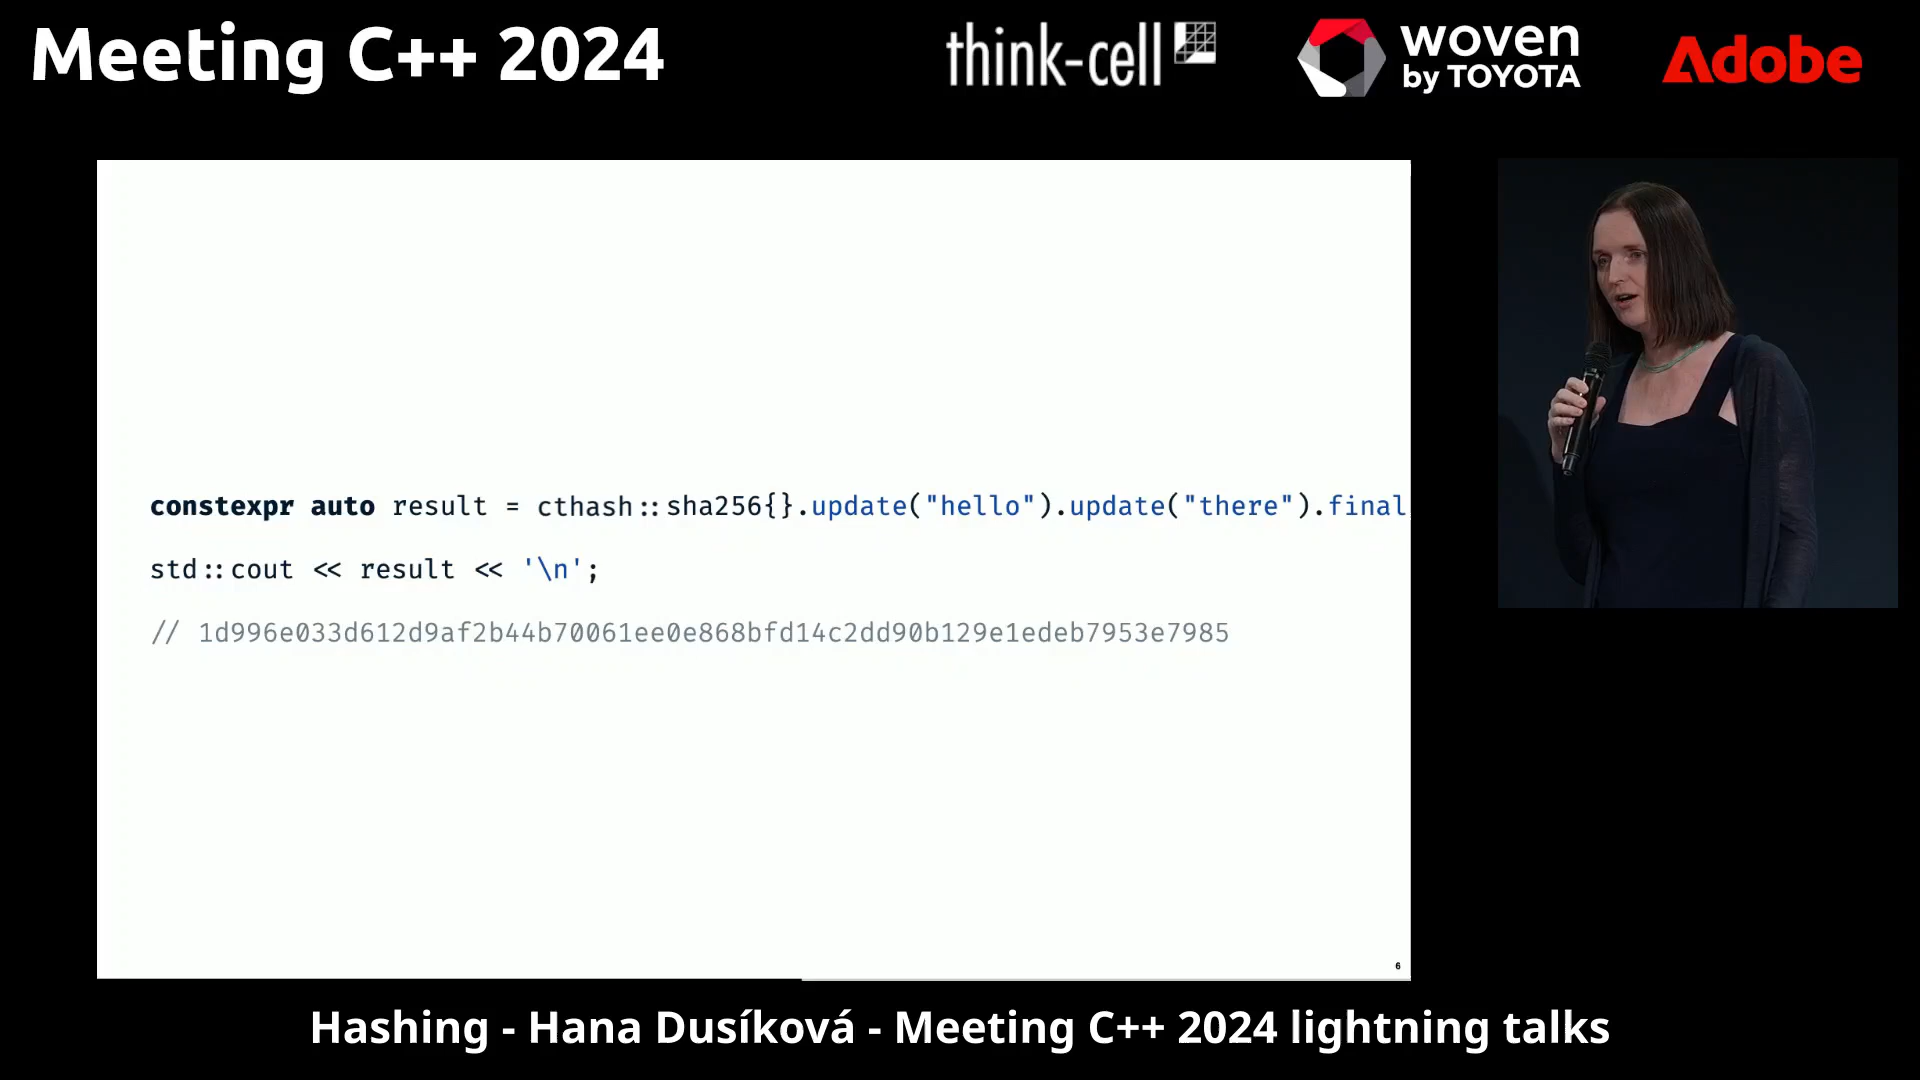 Meeting C++ 2024
think-cell
woven
by TOYOTA
Adobe
constexpr auto result = cthash::sha256{}.update("hello").update("there").final
std::cout << result << '\n';
// 1d996e033d612d9af2b44b70061ee0e868bfd14c2dd90b129e1edeb7953e7985
6
Hashing - Hana Dusíková - Meeting C++ 2024 lightning talks